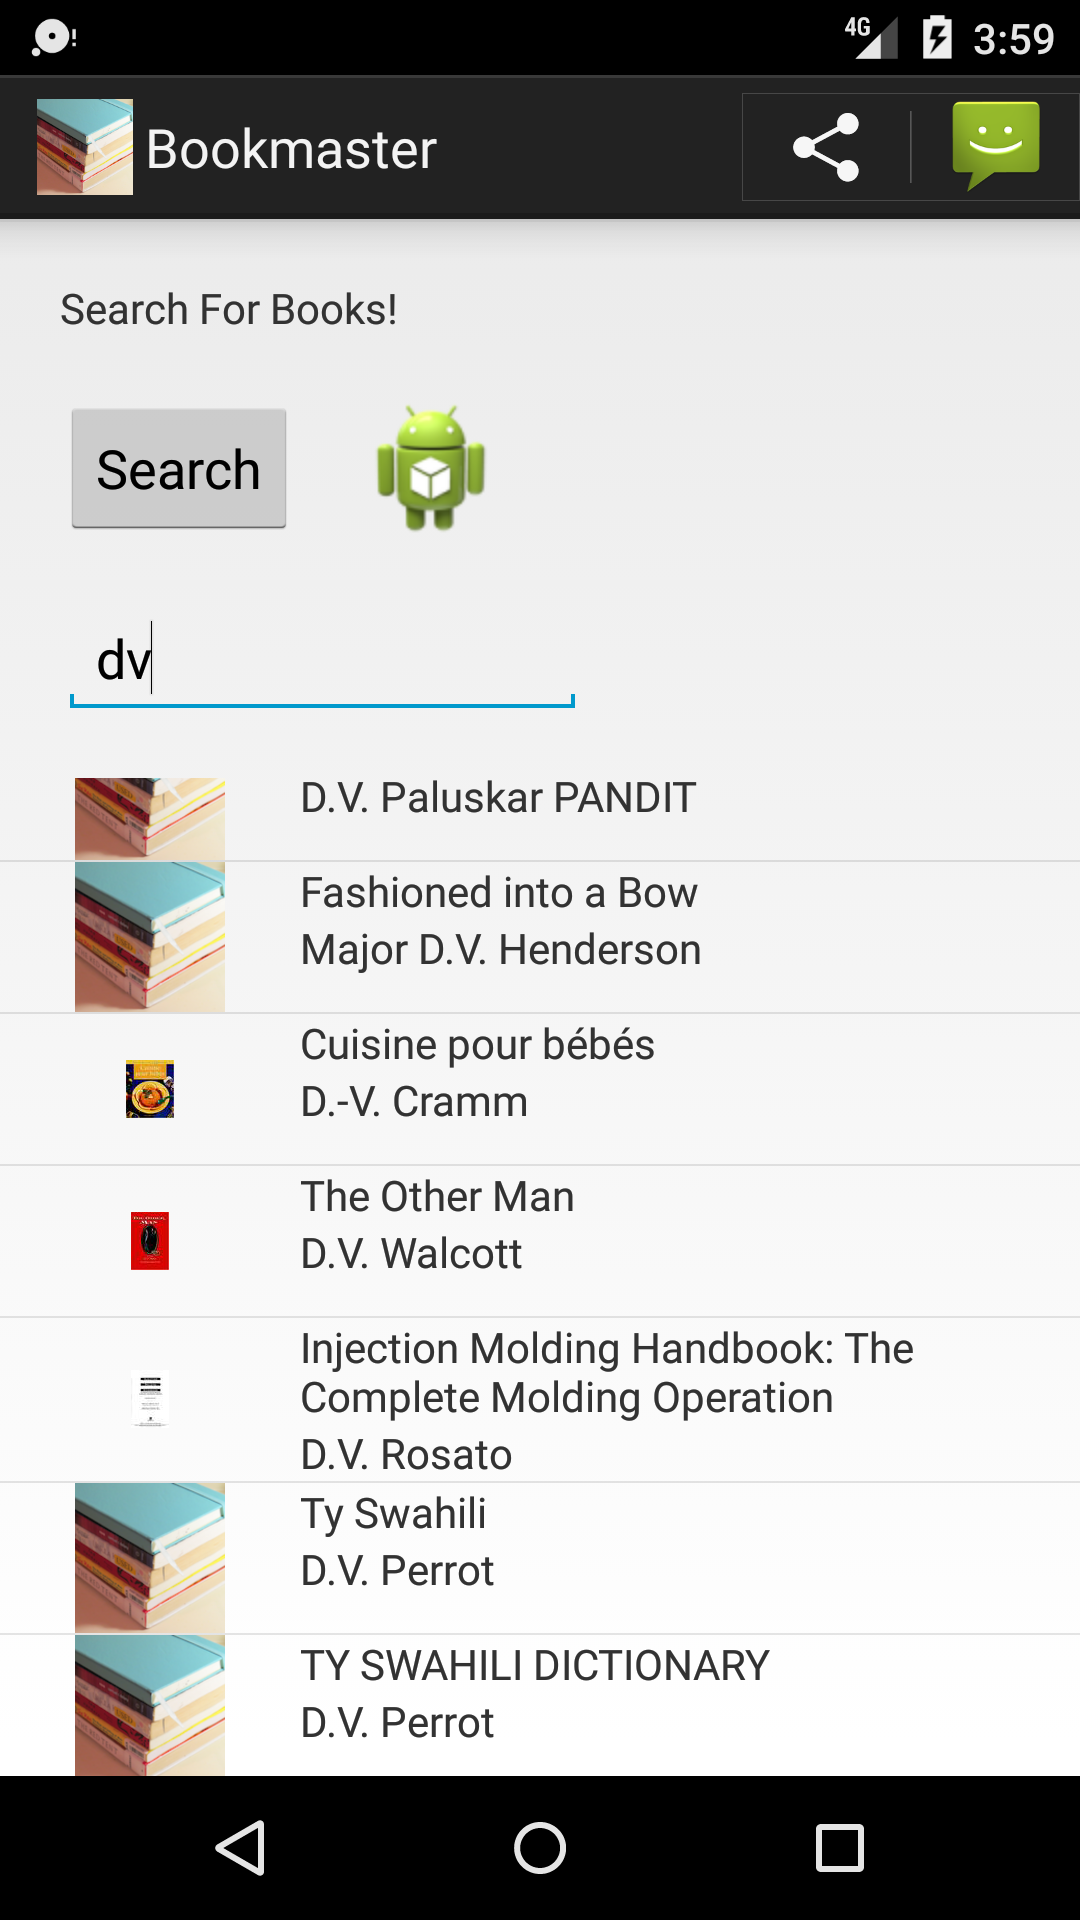 4G 3:59
Bookmaster
Search For Books!
Search
dv
D.V. Paluskar PANDIT
Fashioned into a Bow
Major D.V. Henderson
Cuisine pour bébés
D.-V. Cramm
The Other Man
D.V. Walcott
Injection Molding Handbook: The
Complete Molding Operation
D.V. Rosato
Ty Swahili
D.V. Perrot
TY SWAHILI DICTIONARY
D.V. Perrot